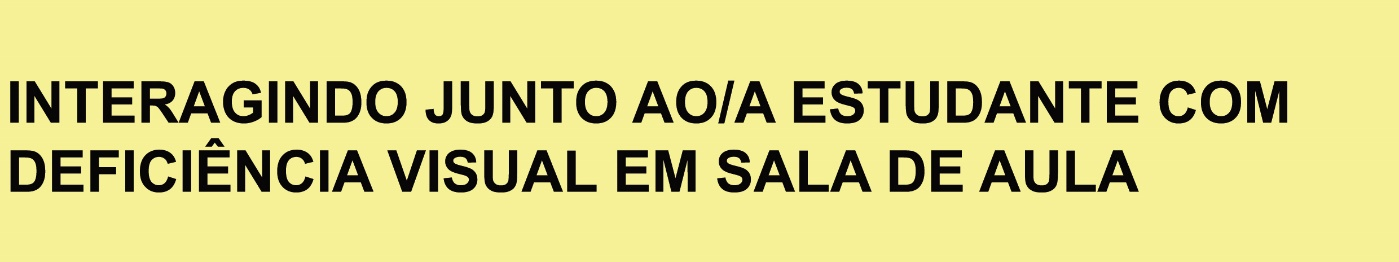 INTERAGINDO JUNTO AO/A ESTUDANTE COM
DEFICIÊNCIA VISUAL EM SALA DE AULA